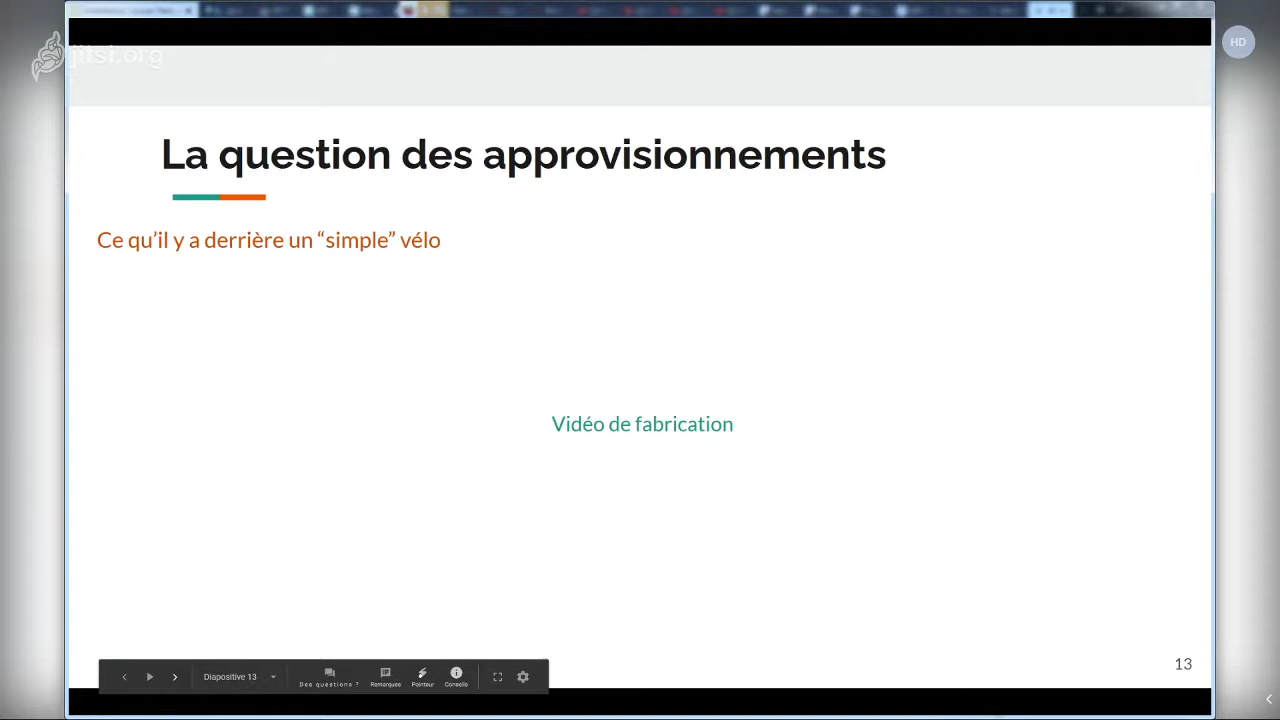 jitsi.org
HD
La question des approvisionnements
Ce qu'il y a derrière un “simple” vélo
Vidéo de fabrication
13
Diapositive 13
Des questions ?
Remarques
Pointeur
Conseils